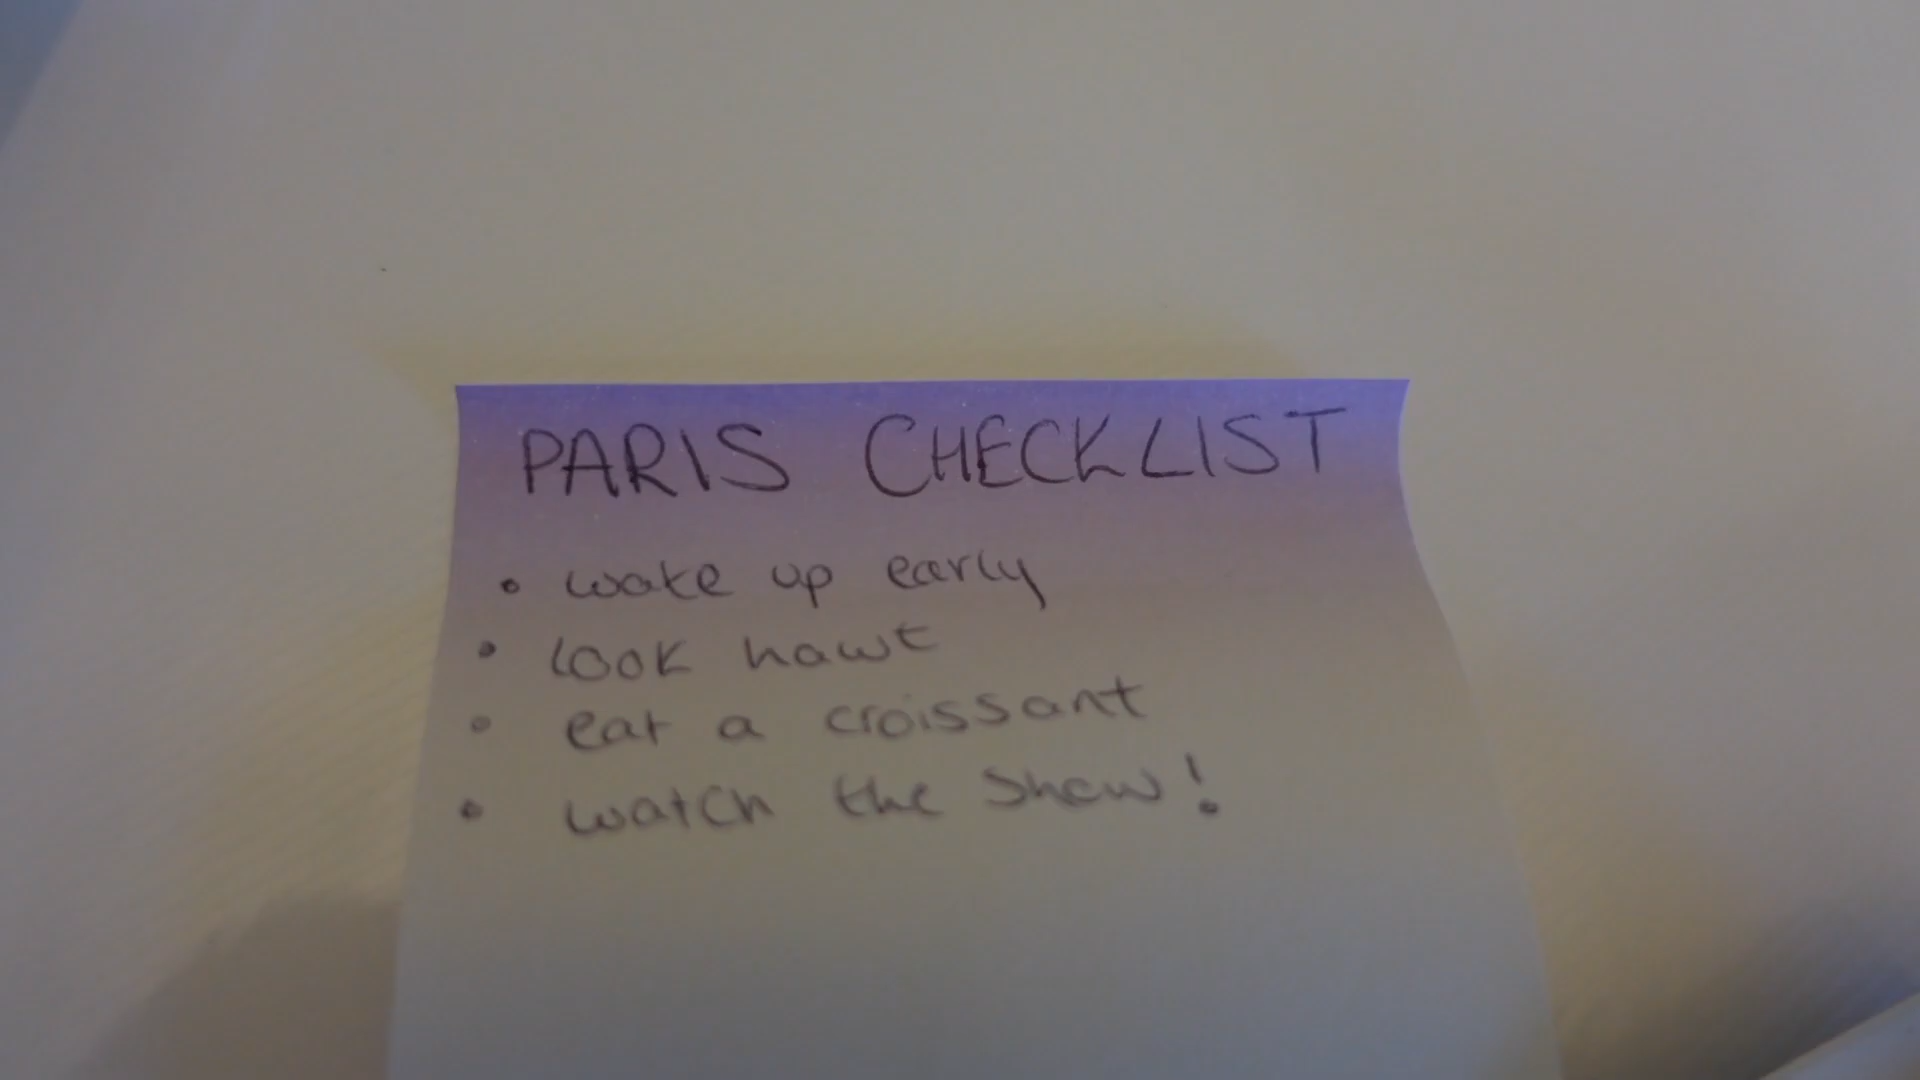 PARIS CHECKLIST
• wake up early
• look hawt
• eat a croissant
• watch the show!